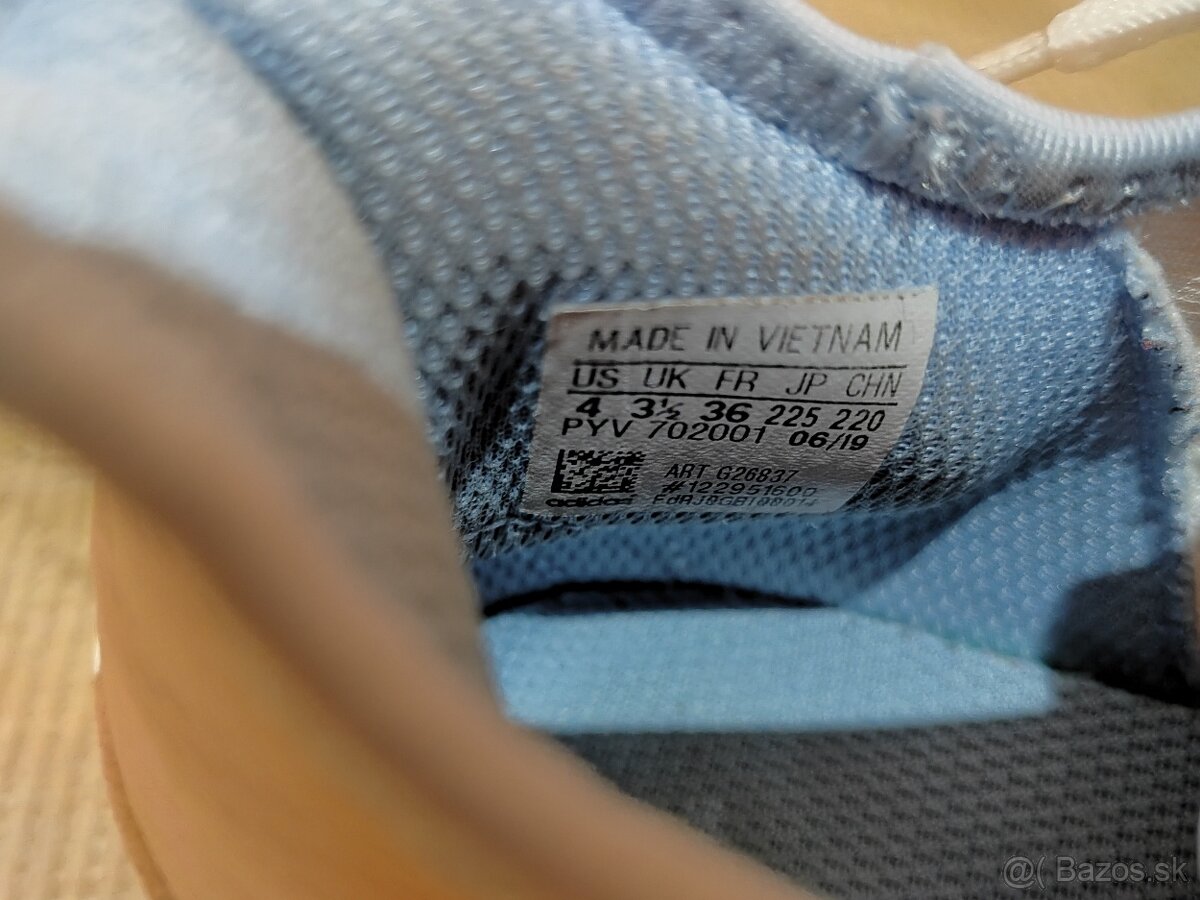 MADE IN VIETNAM
US UK FR JP CHN
4 3½ 36 225 220
PYV 702001 06/19
ART G26837
#122951600
adidas
@( Bazos.sk